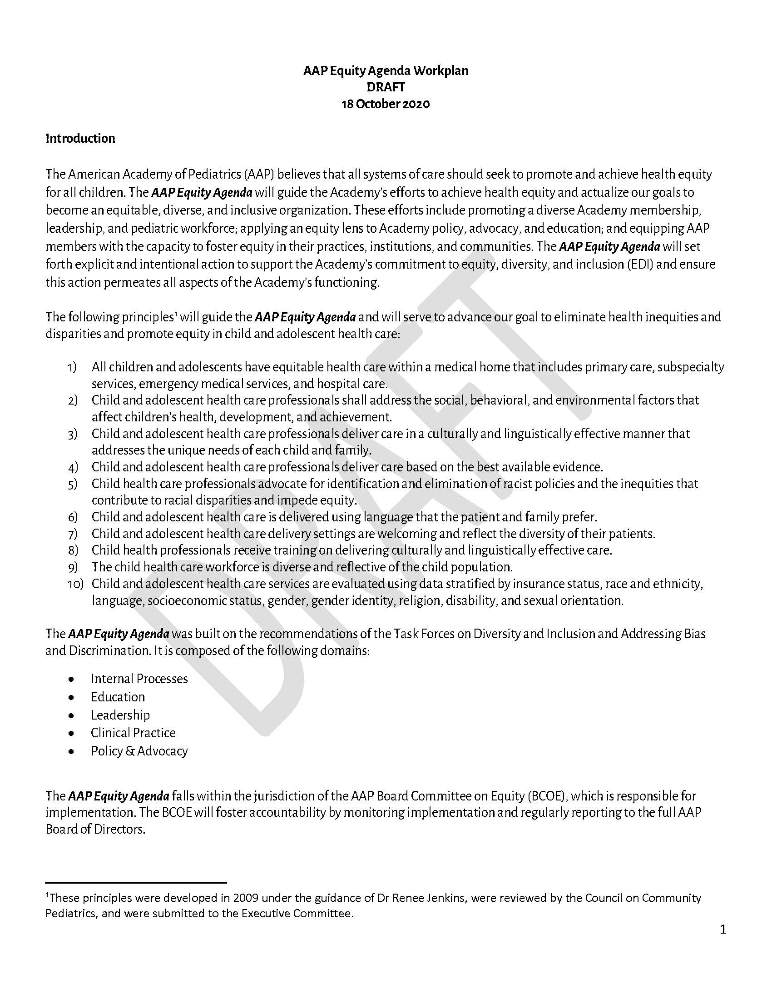 AAP Equity Agenda Workplan
DRAFT
18 October 2020
Introduction
The American Academy of Pediatrics (AAP) believes that all systems of care should seek to promote and achieve health equity
for all children. The AAP Equity Agenda will guide the Academy's efforts to achieve health equity and actualize our goals to
become an equitable, diverse, and inclusive organization. These efforts include promoting a diverse Academy membership,
leadership, and pediatric workforce; applying an equity lens to Academy policy, advocacy, and education; and equipping AAP
members with the capacity to foster equity in their practices, institutions, and communities. The AAP Equity Agenda will set
forth explicit and intentional action to support the Academy's commitment to equity, diversity, and inclusion (EDI) and ensure
this action permeates all aspects of the Academy's functioning.
The following principles¹ will guide the AAP Equity Agenda and will serve to advance our goal to eliminate health inequities and
disparities and promote equity in child and adolescent health care:
1) All children and adolescents have equitable health care within a medical home that includes primary care, subspecialty
services, emergency medical services, and hospital care.
2) Child and adolescent health care professionals shall address the social, behavioral, and environmental factors that
affect children's health, development, and achievement.
3) Child and adolescent health care professionals deliver care in a culturally and linguistically effective manner that
addresses the unique needs of each child and family.
4) Child and adolescent health care professionals deliver care based on the best available evidence.
5) Child health care professionals advocate for identification and elimination of racist policies and the inequities that
contribute to racial disparities and impede equity.
6) Child and adolescent health care is delivered using language that the patient and family prefer.
7) Child and adolescent health care delivery settings are welcoming and reflect the diversity of their patients.
8) Child health professionals receive training on delivering culturally and linguistically effective care.
9) The child health care workforce is diverse and reflective of the child population.
10) Child and adolescent health care services are evaluated using data stratified by insurance status, race and ethnicity,
language, socioeconomic status, gender, gender identity, religion, disability, and sexual orientation.
The AAP Equity Agenda was built on the recommendations of the Task Forces on Diversity and Inclusion and Addressing Bias
and Discrimination. It is composed of the following domains:
• Internal Processes
• Education
• Leadership
• Clinical Practice
• Policy & Advocacy
The AAP Equity Agenda falls within the jurisdiction of the AAP Board Committee on Equity (BCOE), which is responsible for
implementation. The BCOE will foster accountability by monitoring implementation and regularly reporting to the full AAP
Board of Directors.
¹These principles were developed in 2009 under the guidance of Dr Renee Jenkins, were reviewed by the Council on Community
Pediatrics, and were submitted to the Executive Committee.
1
DRAFT